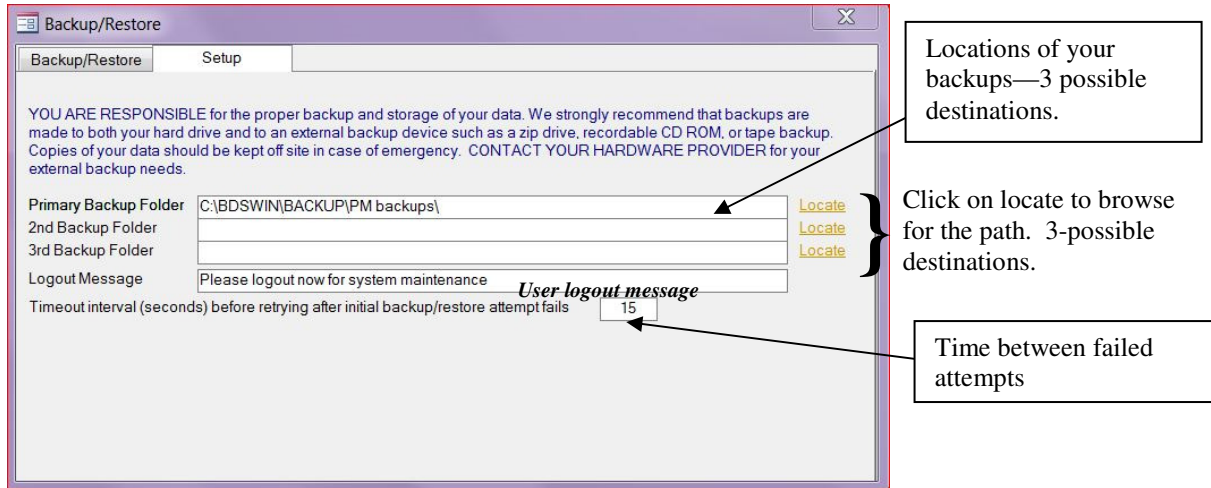 Backup/Restore
Backup/Restore Setup
YOU ARE RESPONSIBLE for the proper backup and storage of your data. We strongly recommend that backups are
made to both your hard drive and to an external backup device such as a zip drive, recordable CD ROM, or tape backup.
Copies of your data should be kept off site in case of emergency. CONTACT YOUR HARDWARE PROVIDER for your
external backup needs.
Primary Backup Folder C:\BDSWIN\BACKUP\PM backups\ Locate
2nd Backup Folder Locate
3rd Backup Folder Locate
Logout Message Please logout now for system maintenance
User logout message
Timeout interval (seconds) before retrying after initial backup/restore attempt fails 15
Locations of your
backups—3 possible
destinations.
Click on locate to browse
for the path. 3-possible
destinations.
Time between failed
attempts